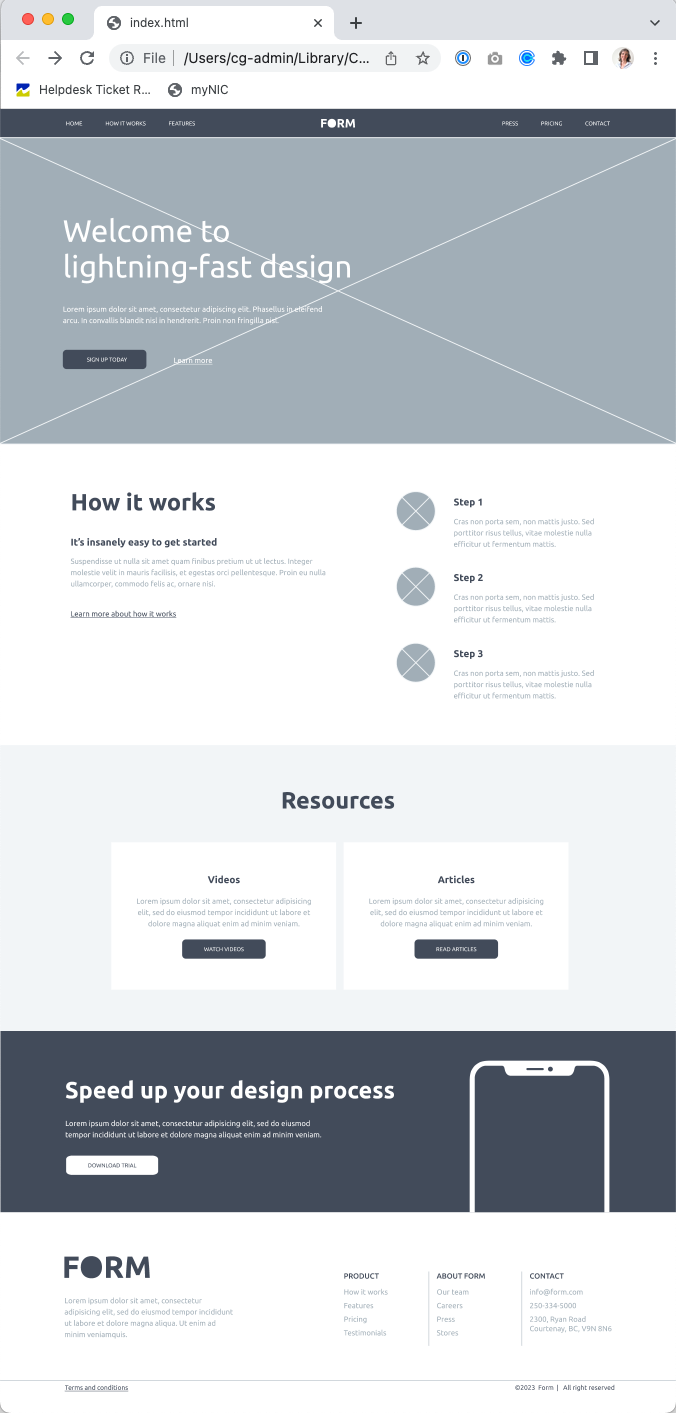 index.html
File | /Users/cg-admin/Library/C...
Helpdesk Ticket R... myNIC
HOME HOW IT WORKS FEATURES FORM PRESS PRICING CONTACT
Welcome to
lightning-fast design
Lorem ipsum dolor sit amet, consectetur adipiscing elit. Phasellus in eleifend
arcu. In convallis blandit nisl in hendrerit. Proin non fringilla nisl.
SIGN UP TODAY Learn more
How it works
It's insanely easy to get started
Suspendisse ut nulla sit amet quam finibus pretium ut ut lectus. Integer
molestie velit in mauris facilisis, et egestas orci pellentesque. Proin eu nulla
ullamcorper, commodo felis ac, ornare nisi.
Learn more about how it works
Step 1
Cras non porta sem, non mattis justo. Sed
porttitor risus tellus, vitae molestie nulla
efficitur ut fermentum mattis.
Step 2
Cras non porta sem, non mattis justo. Sed
porttitor risus tellus, vitae molestie nulla
efficitur ut fermentum mattis.
Step 3
Cras non porta sem, non mattis justo. Sed
porttitor risus tellus, vitae molestie nulla
efficitur ut fermentum mattis.
Resources
Videos
Lorem ipsum dolor sit amet, consectetur adipisicing
elit, sed do eiusmod tempor incididunt ut labore et
dolore magna aliquat enim ad minim veniam.
WATCH VIDEOS
Articles
Lorem ipsum dolor sit amet, consectetur adipisicing
elit, sed do eiusmod tempor incididunt ut labore et
dolore magna aliquat enim ad minim veniam.
READ ARTICLES
Speed up your design process
Lorem ipsum dolor sit amet, consectetur adipisicing elit, sed do eiusmod
tempor incididunt ut labore et dolore magna aliquat enim ad minim veniam.
DOWNLOAD TRIAL
FORM
Lorem ipsum dolor sit amet, consectetur
adipisicing elit, sed do eiusmod tempor incididunt
ut labore et dolore magna aliqua. Ut enim ad
minim veniamquis.
PRODUCT
How it works
Features
Pricing
Testimonials
ABOUT FORM
Our team
Careers
Press
Stores
CONTACT
info@form.com
250-334-5000
2300, Ryan Road
Courtenay, BC, V9N 8N6
Terms and conditions
©2023 Form | All right reserved